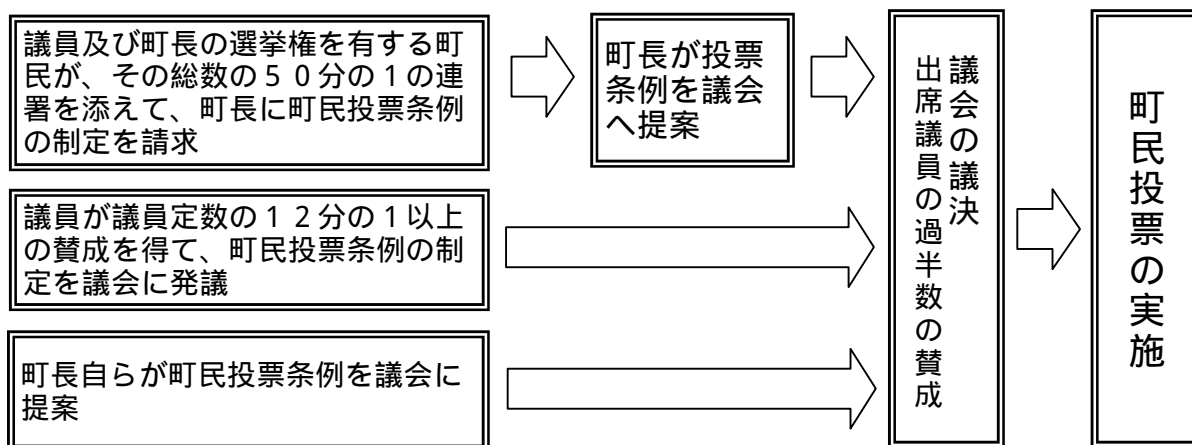 議員及び町長の選挙権を有する町
民が、その総数の５０分の１の連
署を添えて、町長に町民投票条例
の制定を請求
町長が投票
条例を議会
へ提案
議員が議員定数の１２分の１以上
の賛成を得て、町民投票条例の制
定を議会に発議
町長自らが町民投票条例を議会に
提案
議会の議決
出席議員の過半数の賛成
町民投票の実施